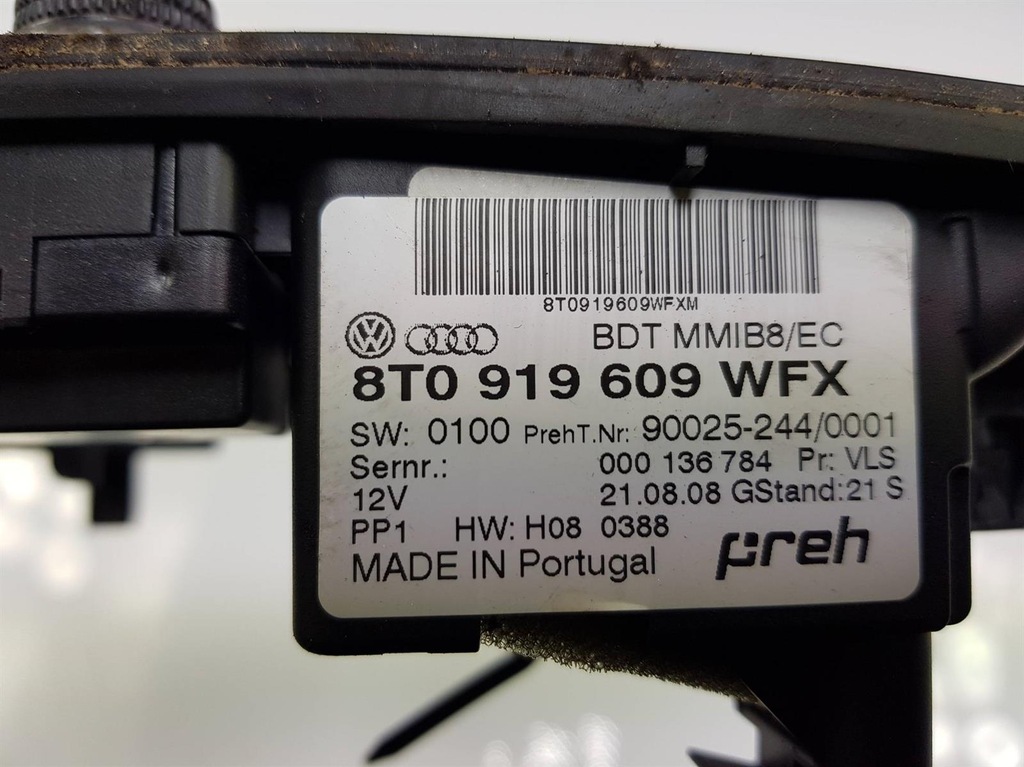 8T0919609WFXM
BDT MMIB8/EC
8T0 919 609 WFX
SW: 0100 PrehT.Nr: 90025-244/0001
Sernr.: 000 136 784 Pr: VLS
12V 21.08.08 GStand:21 S
PP1 HW: H08 0388
MADE IN Portugal preh